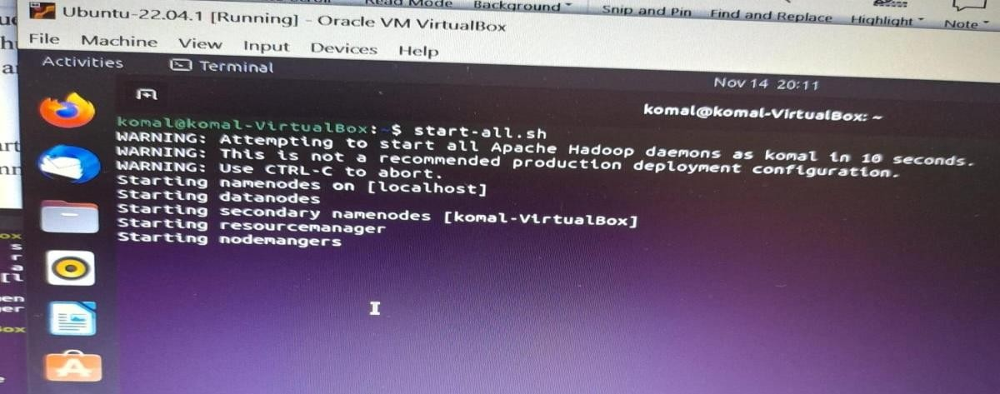 Read Mode
Background
Snip and Pin
Find and Replace
Highlight
Note
Ubuntu-22.04.1 [Running] - Oracle VM VirtualBox
File Machine View Input Devices Help
Activities
Terminal
Nov 14 20:11
komal@komal-VirtualBox: ~
komal@komal-VirtualBox:~$ start-all.sh
WARNING: Attempting to start all Apache Hadoop daemons as komal in 10 seconds.
WARNING: This is not a recommended production deployment configuration.
WARNING: Use CTRL-C to abort.
Starting namenodes on [localhost]
Starting datanodes
Starting secondary namenodes [komal-VirtualBox]
Starting resourcemanager
Starting nodemangers